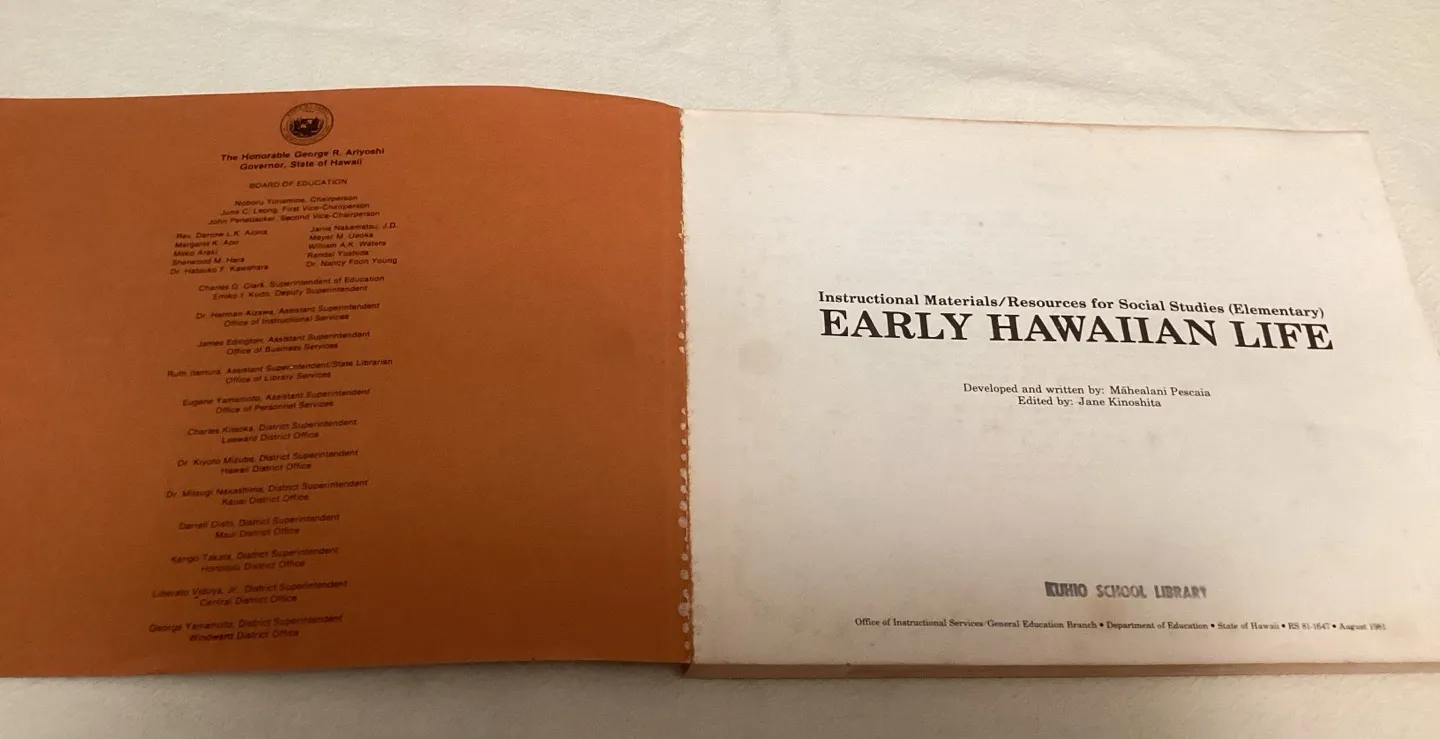 The Honorable George R. Ariyoshi
Governor, State of Hawaii
BOARD OF EDUCATION
Noboru Yonamine, Chairperson
June C. Leong, First Vice-Chairperson
John Penebacker, Second Vice-Chairperson
Rev. Darrow L.K. Aiona
Margaret K. Apo
Mako Araki
Sherwood M. Hara
Dr. Hatsuko F. Kawahara
Janie Nakamatsu, J.D.
Meyer M. Ueoka
William A.K. Waters
Randal Yoshida
Dr. Nancy Foon Young
Charles G. Clark, Superintendent of Education
Emiko I. Kudo, Deputy Superintendent
Dr. Herman Aizawa, Assistant Superintendent
Office of Instructional Services
James Edington, Assistant Superintendent
Office of Business Services
Ruth Itamura, Assistant Superintendent/State Librarian
Office of Library Services
Eugene Yamamoto, Assistant Superintendent
Office of Personnel Services
Charles Kitaoka, District Superintendent
Leeward District Office
Dr. Kiyoto Mizuba, District Superintendent
Hawaii District Office
Dr. Mitsugi Nakashima, District Superintendent
Kauai District Office
Darrell Oishi, District Superintendent
Maui District Office
Kengo Takata, District Superintendent
Honolulu District Office
Liberato Viduya, Jr., District Superintendent
Central District Office
George Yamamoto, District Superintendent
Windward District Office
Instructional Materials/Resources for Social Studies (Elementary)
EARLY HAWAIIAN LIFE
Developed and written by: Māhealani Pescaia
Edited by: Jane Kinoshita
KUHIO SCHOOL LIBRARY
Office of Instructional Services/General Education Branch • Department of Education • State of Hawaii • RS 81-1647 • August 1981